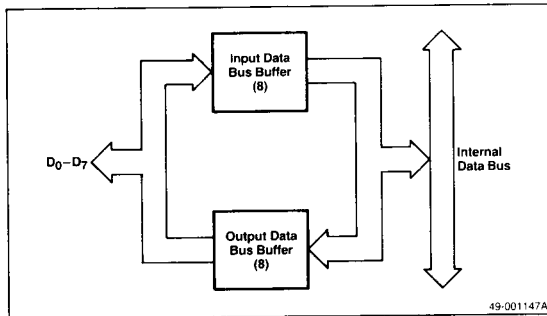 Input Data
Bus Buffer
(8)
D₀–D₇
Internal
Data Bus
Output Data
Bus Buffer
(8)
49-001147A